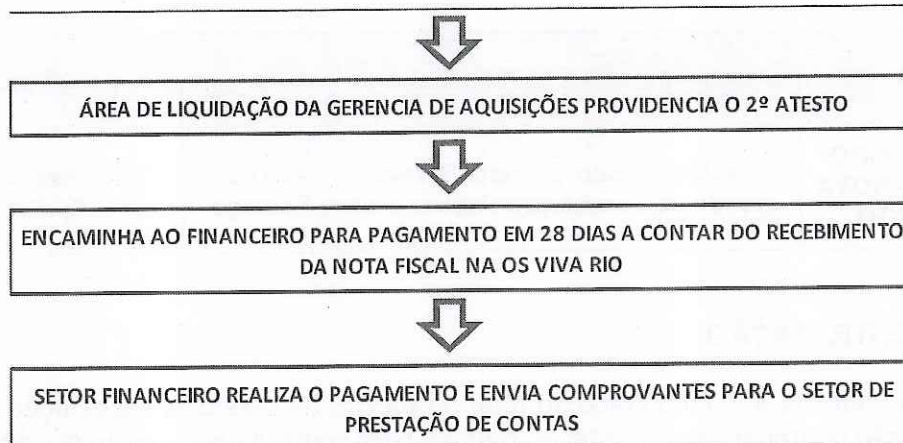 ÁREA DE LIQUIDAÇÃO DA GERENCIA DE AQUISIÇÕES PROVIDENCIA O 2º ATESTO
ENCAMINHA AO FINANCEIRO PARA PAGAMENTO EM 28 DIAS A CONTAR DO RECEBIMENTO
DA NOTA FISCAL NA OS VIVA RIO
SETOR FINANCEIRO REALIZA O PAGAMENTO E ENVIA COMPROVANTES PARA O SETOR DE
PRESTAÇÃO DE CONTAS